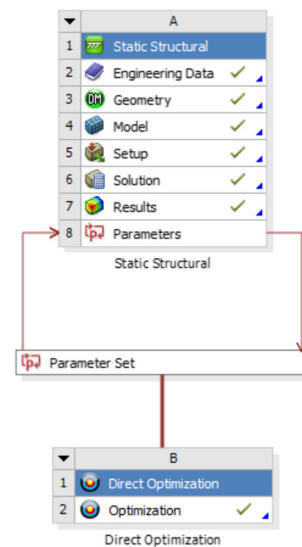 A
1 Static Structural
2 Engineering Data
3 DM Geometry
4 Model
5 Setup
6 Solution
7 Results
8 Parameters
Static Structural
Parameter Set
B
1 Direct Optimization
2 Optimization
Direct Optimization